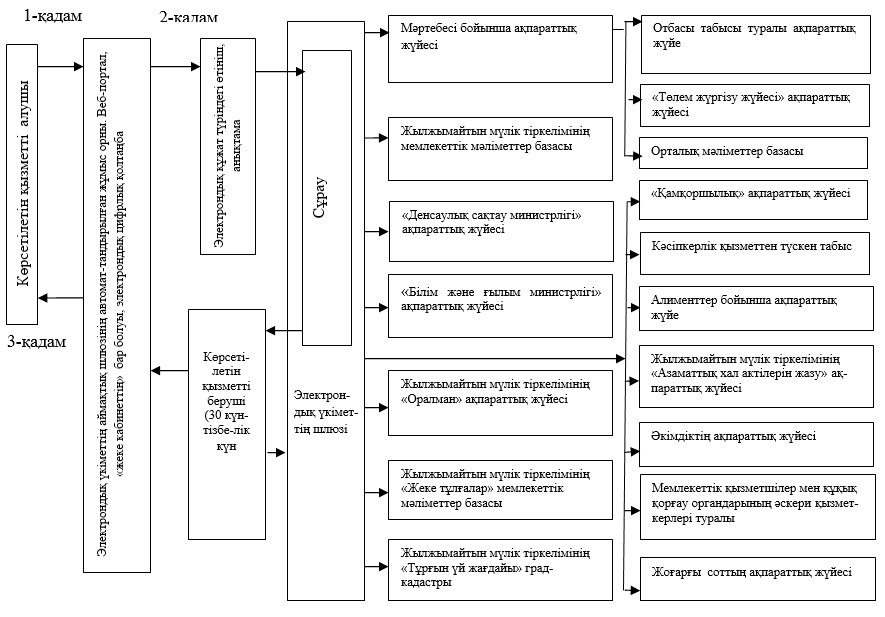 1-қадам
2-қадам
Көрсетілетін қызметті алушы
3-қадам
Электрондық үкіметтің аймақтық шлюзінің автомат-тандырылған жұмыс орны. Веб-портал,
«жеке кабинеттің» бар болуы, электрондық цифрлық қолтаңба
Электрондық құжат түріндегі өтініш,
анықтама
Көрсеті-
летін
қызметті
беруші
(30 күн-
тізбе-лік
күн
Сұрау
Электрон-
дық үкімет-
тің шлюзі
Мәртебесі бойынша ақпараттық
жүйесі
Жылжымайтын мүлік тіркелімінің
мемлекеттік мәліметтер базасы
«Денсаулық сақтау министрлігі»
ақпараттық жүйесі
«Білім және ғылым министрлігі»
ақпараттық жүйесі
Жылжымайтын мүлік тіркелімінің
«Оралман» ақпараттық жүйесі
Жылжымайтын мүлік тіркелімінің
«Жеке тұлғалар» мемлекеттік
мәліметтер базасы
Жылжымайтын мүлік тіркелімінің
«Тұрғын үй жағдайы» град-
кадастры
Отбасы табысы туралы ақпараттық
жүйе
«Төлем жүргізу жүйесі» ақпараттық
жүйесі
Орталық мәліметтер базасы
«Қамқоршылық» ақпараттық жүйесі
Кәсіпкерлік қызметтен түскен табыс
Алименттер бойынша ақпараттық
жүйе
Жылжымайтын мүлік тіркелімінің
«Азаматтық хал актілерін жазу» ақ-
параттық жүйесі
Әкімдіктің ақпараттық жүйесі
Мемлекеттік қызметшілер мен құқық
қорғау органдарының әскери қызмет-
керлері туралы
Жоғарғы соттың ақпараттық жүйесі